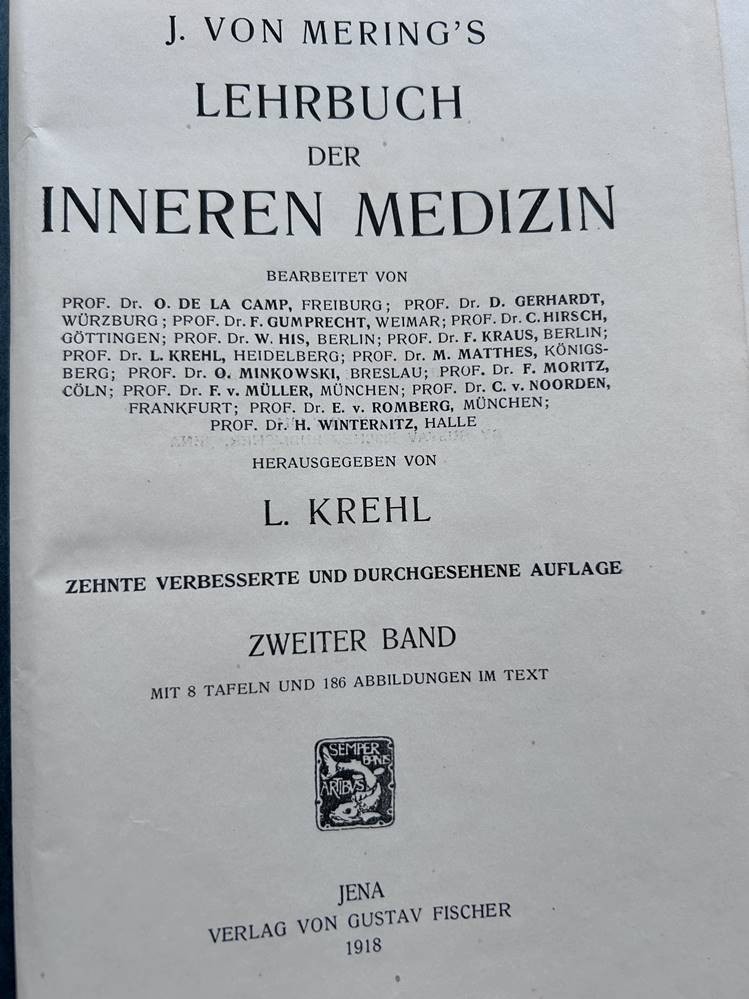 J. VON MERING'S
LEHRBUCH
DER
INNEREN MEDIZIN
BEARBEITET VON
PROF. Dr. O. DE LA CAMP, FREIBURG; PROF. Dr. D. GERHARDT,
WÜRZBURG; PROF. Dr. F. GUMPRECHT, WEIMAR; PROF. Dr. C. HIRSCH,
GÖTTINGEN; PROF. Dr. W. HIS, BERLIN; PROF. Dr. F. KRAUS, BERLIN;
PROF. Dr. L. KREHL, HEIDELBERG; PROF. Dr. M. MATTHES, KÖNIGS-
BERG; PROF. Dr. O. MINKOWSKI, BRESLAU; PROF. Dr. F. MORITZ,
CÖLN; PROF. Dr. F. v. MÜLLER, MÜNCHEN; PROF. Dr. C. v. NOORDEN,
FRANKFURT; PROF. Dr. E. v. ROMBERG, MÜNCHEN;
PROF. Dr. H. WINTERNITZ, HALLE
HERAUSGEGEBEN VON
L. KREHL
ZEHNTE VERBESSERTE UND DURCHGESEHENE AUFLAGE
ZWEITER BAND
MIT 8 TAFELN UND 186 ABBILDUNGEN IM TEXT
SEMPER
BONIS
ARTIBVS
JENA
VERLAG VON GUSTAV FISCHER
1918